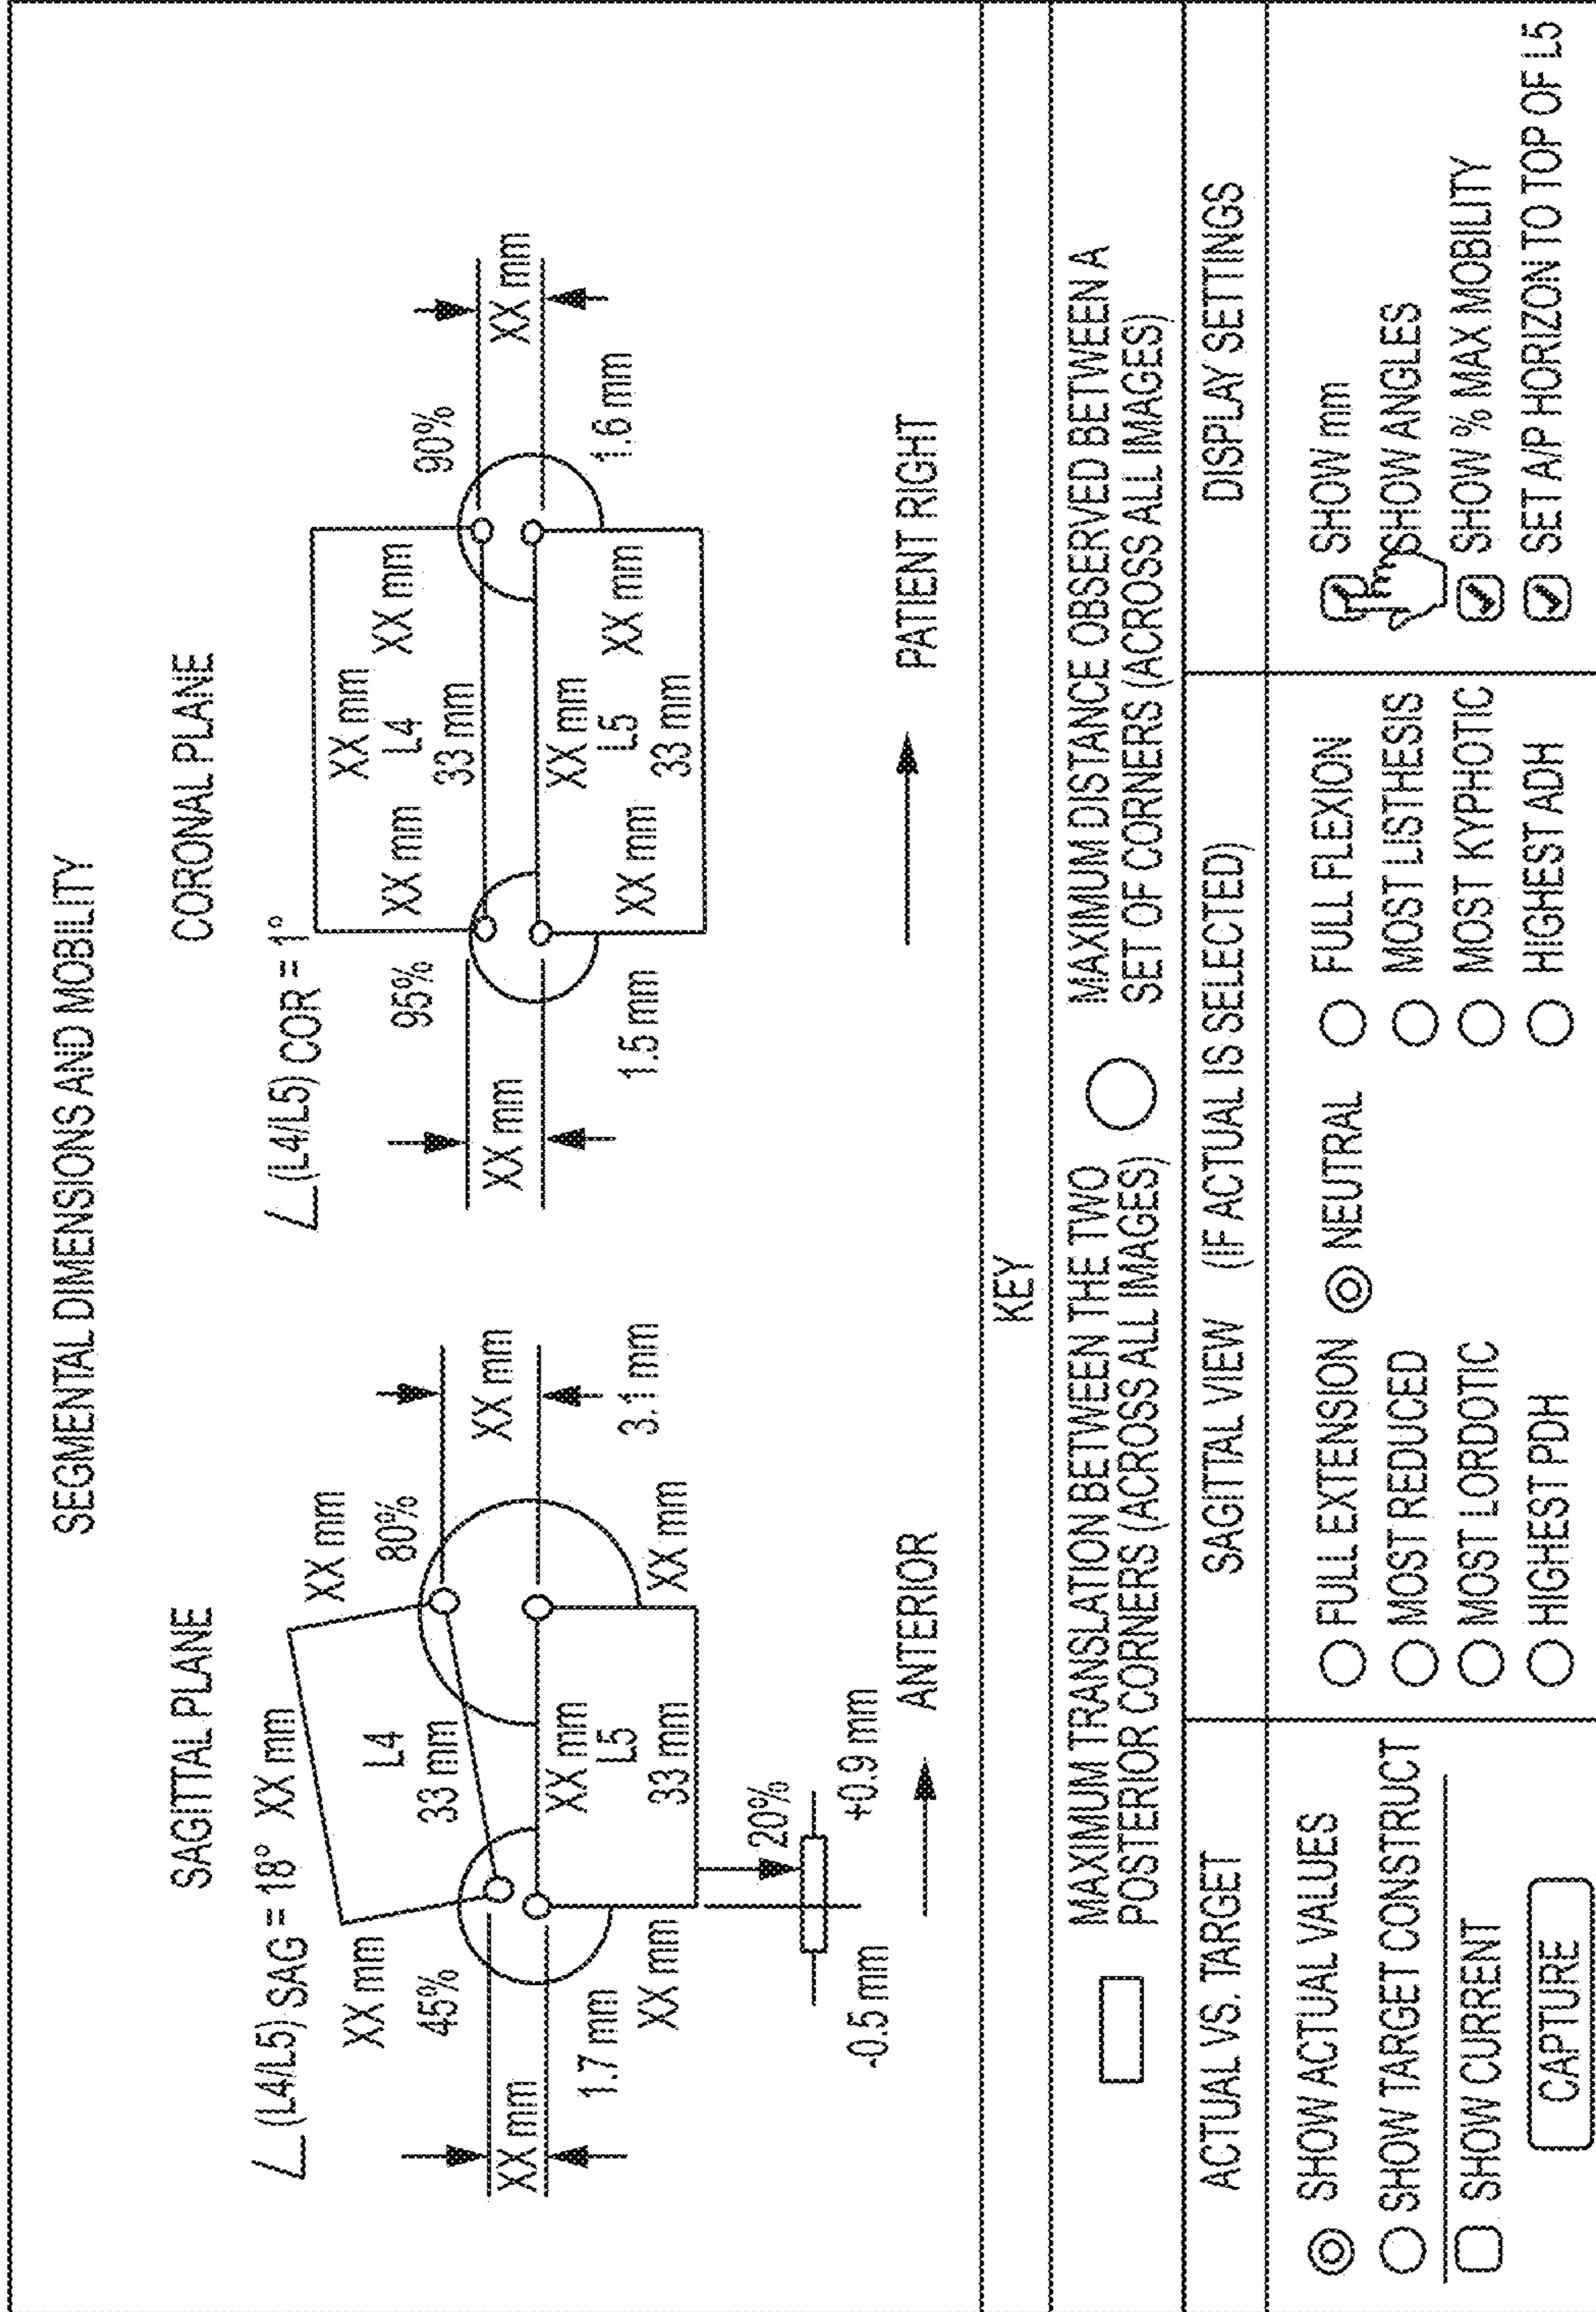 SEGMENTAL DIMENSIONS AND MOBILITY
SAGITTAL PLANE
∠(L4/L5) SAG = 18°
XX mm
XX mm
XX mm
L4
33 mm
45%
80%
XX mm
XX mm
XX mm
L5
33 mm
1.7 mm
3.1 mm
XX mm
XX mm
20%
-0.5 mm
+0.9 mm
ANTERIOR
CORONAL PLANE
∠(L4/L5) COR = 1°
XX mm
L4
XX mm
XX mm
33 mm
95%
90%
XX mm
XX mm
XX mm
L5
XX mm
XX mm
33 mm
1.5 mm
1.6 mm
PATIENT RIGHT
KEY
MAXIMUM TRANSLATION BETWEEN THE TWO
POSTERIOR CORNERS (ACROSS ALL IMAGES)
MAXIMUM DISTANCE OBSERVED BETWEEN A
SET OF CORNERS (ACROSS ALL IMAGES)
ACTUAL VS. TARGET
SHOW ACTUAL VALUES
SHOW TARGET CONSTRUCT
SHOW CURRENT
CAPTURE
SAGITTAL VIEW (IF ACTUAL IS SELECTED)
FULL EXTENSION
NEUTRAL
FULL FLEXION
MOST REDUCED
MOST LISTHESIS
MOST LORDOTIC
MOST KYPHOTIC
HIGHEST PDH
HIGHEST ADH
DISPLAY SETTINGS
SHOW mm
SHOW ANGLES
SHOW % MAX MOBILITY
SET A/P HORIZON TO TOP OF L5